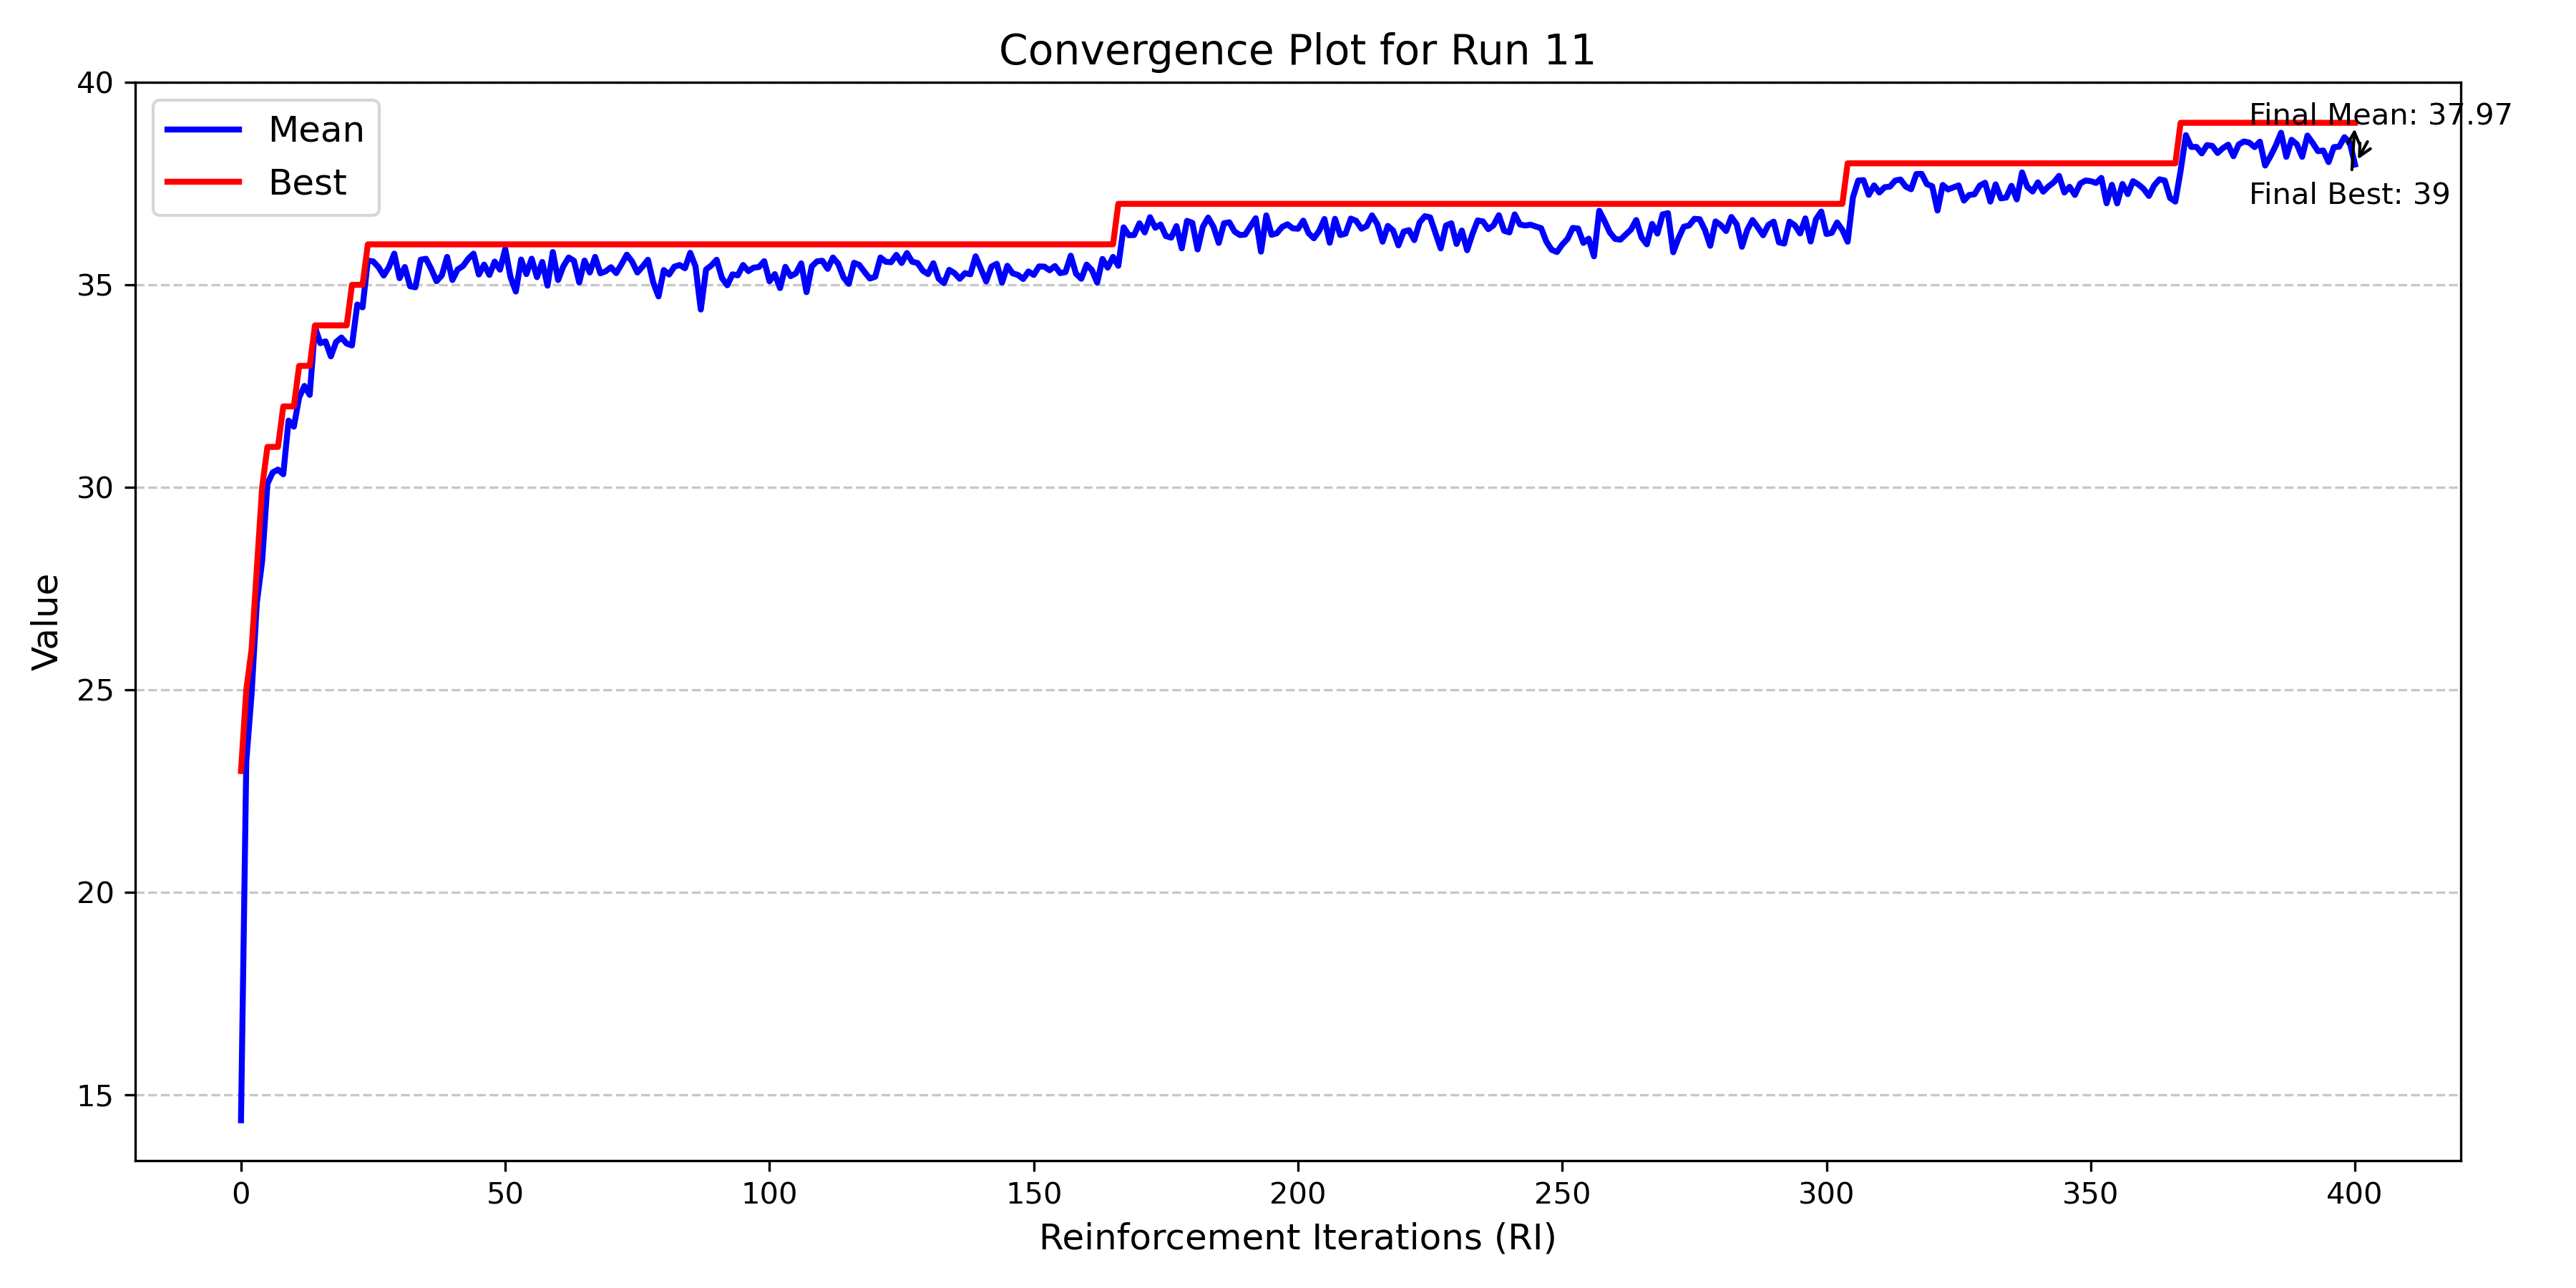 Convergence Plot for Run 11
Mean
Best
Final Mean: 37.97
Final Best: 39
40
35
30
25
20
15
Value
0 50 100 150 200 250 300 350 400
Reinforcement Iterations (RI)